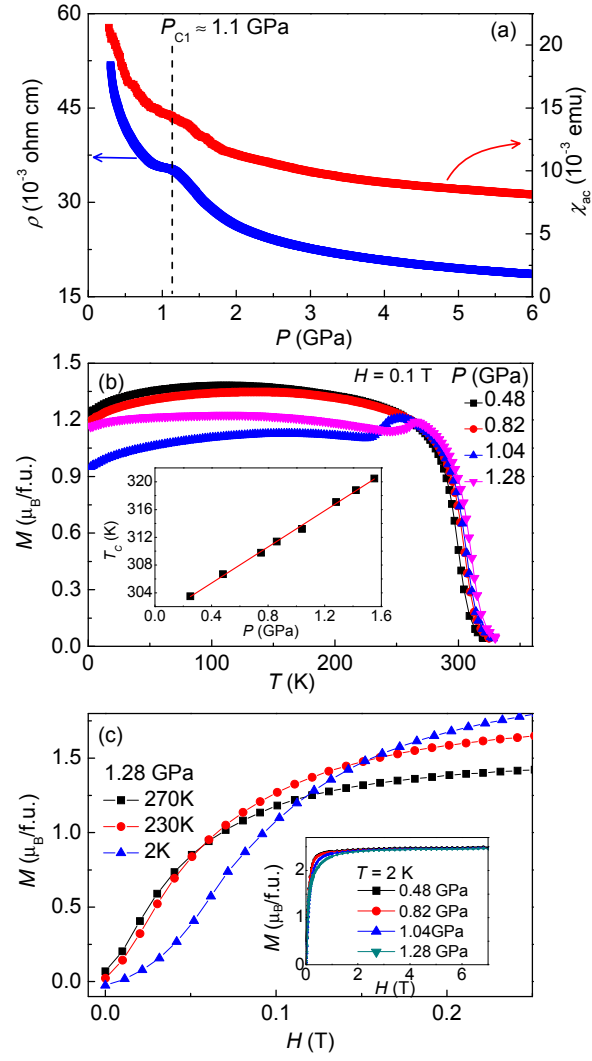 P_C1 ≈ 1.1 GPa
(a)
ρ (10⁻³ ohm cm)
60
45
30
15
χ_ac (10⁻³ emu)
20
15
10
5
0
0 1 2 3 4 5 6
P (GPa)
(b)
H = 0.1 T
P (GPa)
0.48
0.82
1.04
1.28
M (μ_B/f.u.)
1.5
1.2
0.9
0.6
0.3
0.0
T_c (K)
320
316
312
308
304
0.0 0.4 0.8 1.2 1.6
P (GPa)
0 100 200 300
T (K)
(c)
1.28 GPa
270K
230K
2K
M (μ_B/f.u.)
1.5
1.0
0.5
0.0
M (μ_B/f.u.)
2
1
0
T = 2 K
0.48 GPa
0.82 GPa
1.04GPa
1.28 GPa
0 2 4 6
H (T)
0.0 0.1 0.2
H (T)